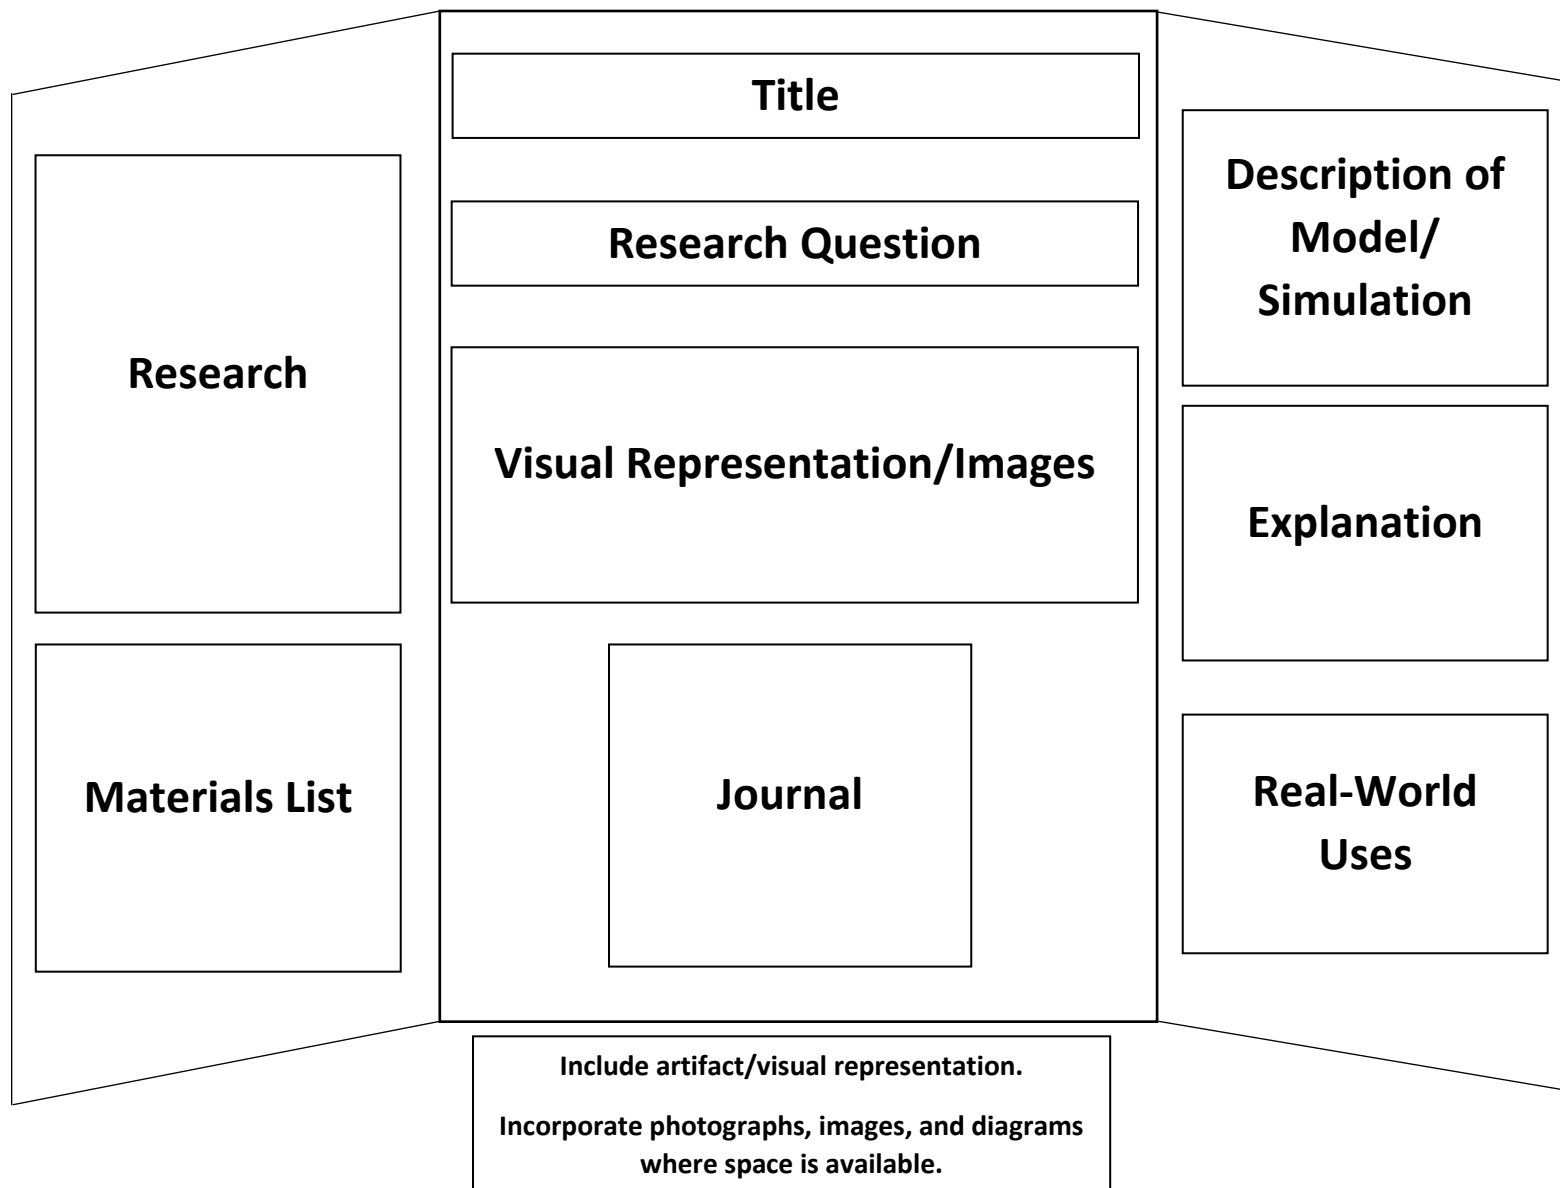 Title
Research Question
Visual Representation/Images
Journal
Research
Materials List
Description of
Model/
Simulation
Explanation
Real-World
Uses
Include artifact/visual representation.
Incorporate photographs, images, and diagrams
where space is available.